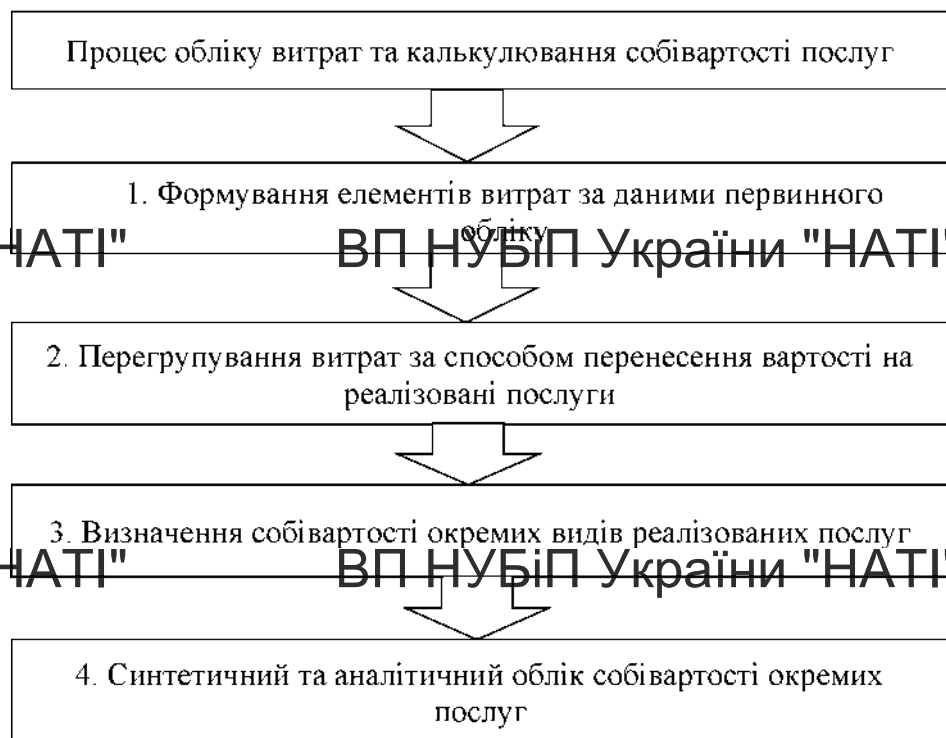 Процес обліку витрат та калькулювання собівартості послуг
1. Формування елементів витрат за даними первинного
обліку
НАТІ" ВП НУБіП України "НАТІ"
2. Перегрупування витрат за способом перенесення вартості на
реалізовані послуги
3. Визначення собівартості окремих видів реалізованих послуг
НАТІ" ВП НУБіП України "НАТІ"
4. Синтетичний та аналітичний облік собівартості окремих
послуг